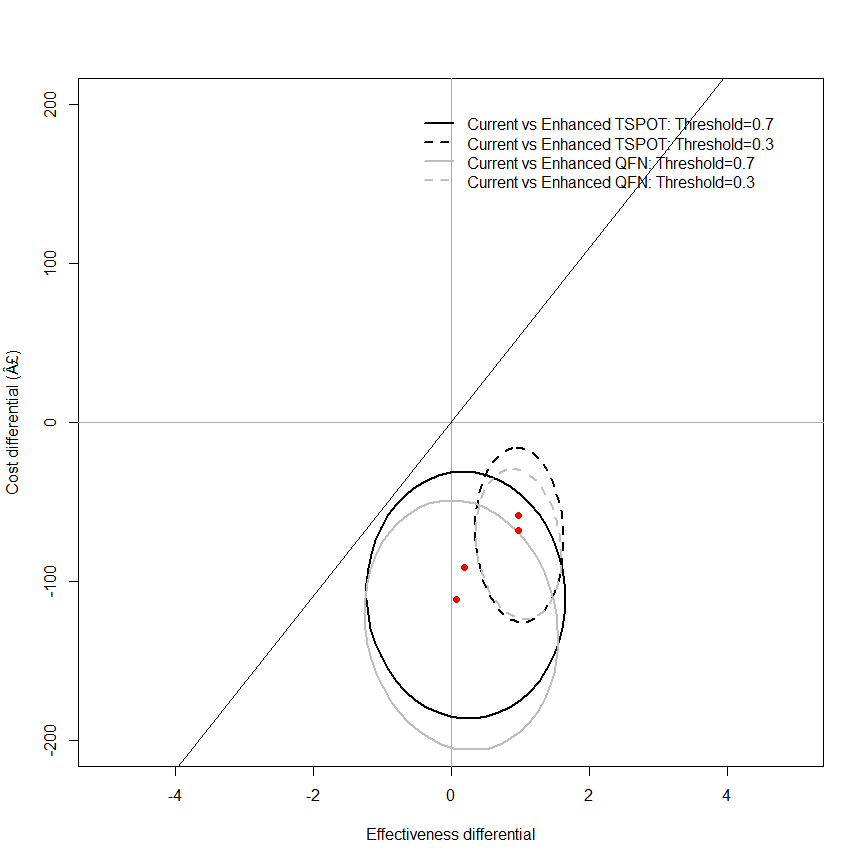 200
100
0
-100
-200
Cost differential (Â£)
Current vs Enhanced TSPOT: Threshold=0.7
Current vs Enhanced TSPOT: Threshold=0.3
Current vs Enhanced QFN: Threshold=0.7
Current vs Enhanced QFN: Threshold=0.3
-4 -2 0 2 4
Effectiveness differential